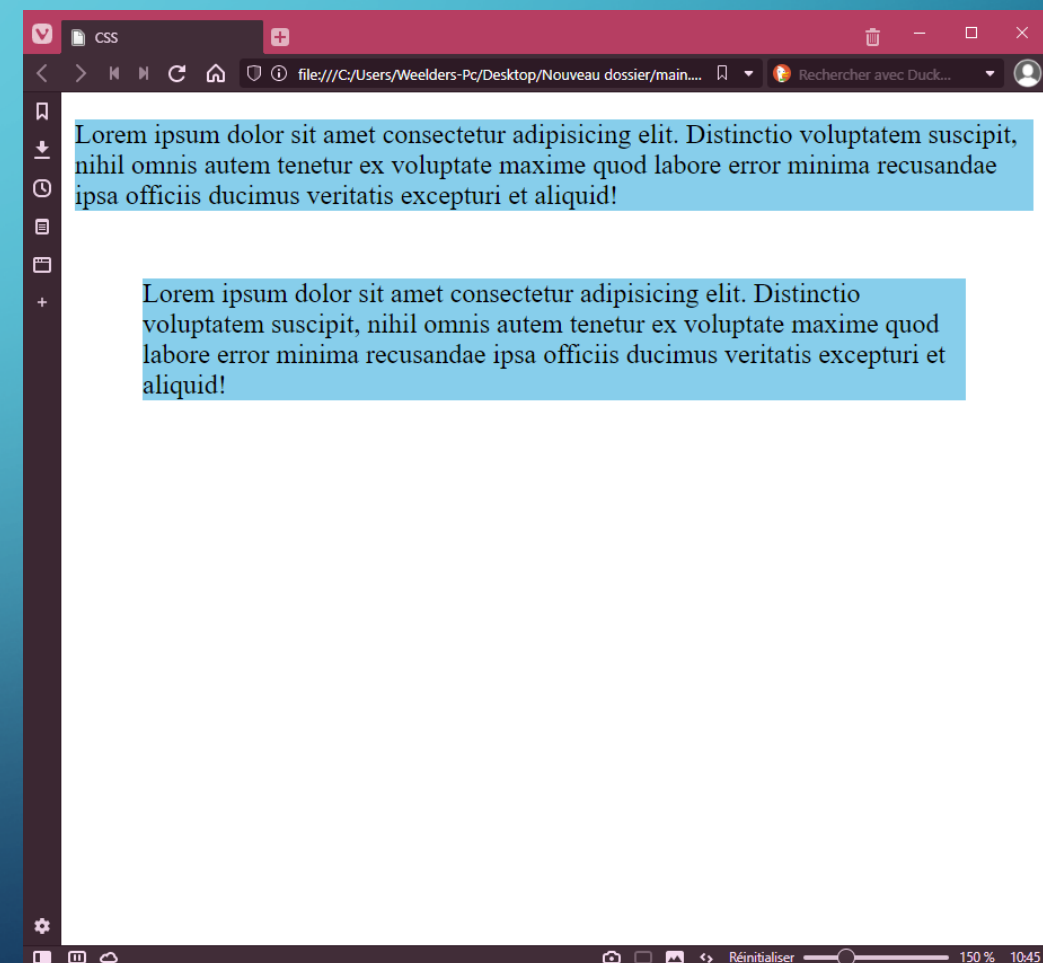 CSS
file:///C:/Users/Weelders-Pc/Desktop/Nouveau dossier/main....
Rechercher avec Duck...
Lorem ipsum dolor sit amet consectetur adipisicing elit. Distinctio voluptatem suscipit,
nihil omnis autem tenetur ex voluptate maxime quod labore error minima recusandae
ipsa officiis ducimus veritatis excepturi et aliquid!
Lorem ipsum dolor sit amet consectetur adipisicing elit. Distinctio
voluptatem suscipit, nihil omnis autem tenetur ex voluptate maxime quod
labore error minima recusandae ipsa officiis ducimus veritatis excepturi et
aliquid!
Réinitialiser 150 % 10:45